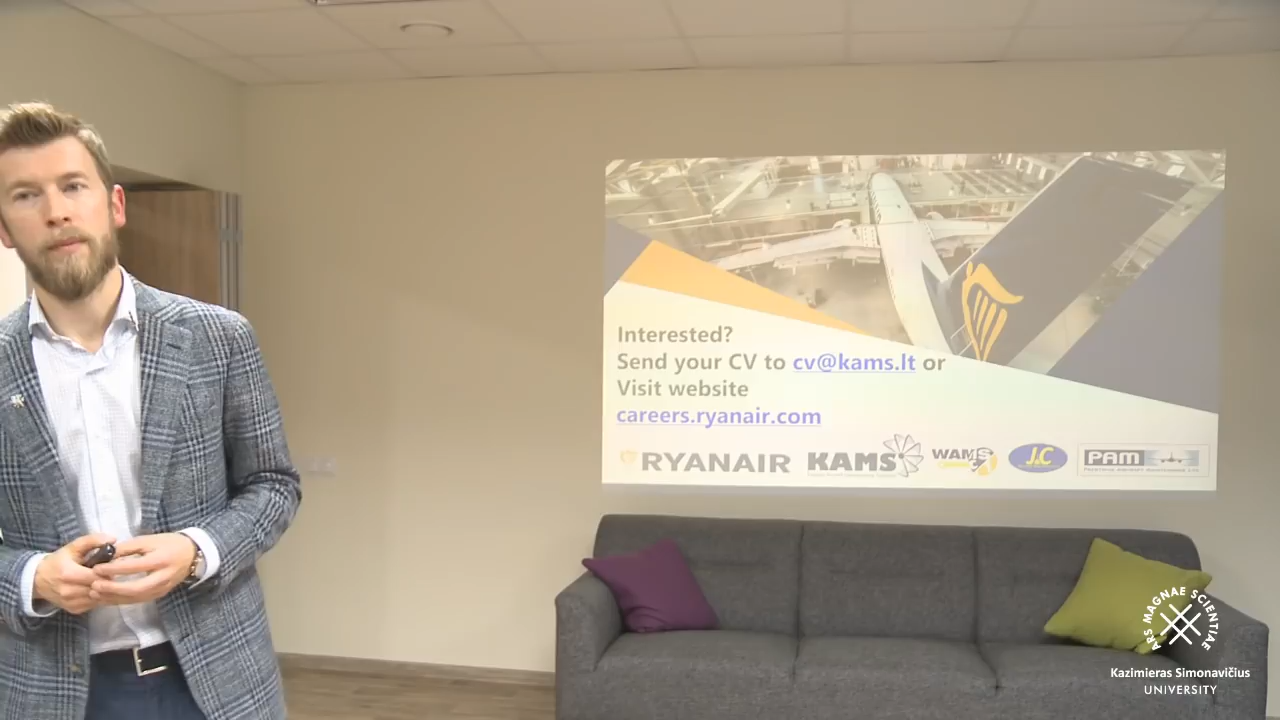 Interested?
Send your CV to cv@kams.lt or
Visit website
careers.ryanair.com
RYANAIR
KAMS
WAMS
J.C
PAM
ARS MAGNAE SCIENTIAE
Kazimieras Simonavičius
UNIVERSITY